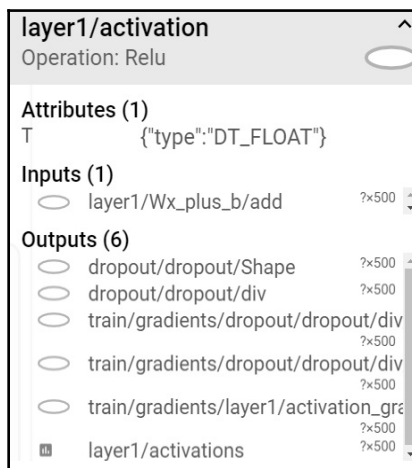 layer1/activation
Operation: Relu
Attributes (1)
T {"type":"DT_FLOAT"}
Inputs (1)
layer1/Wx_plus_b/add ?×500
Outputs (6)
dropout/dropout/Shape ?×500
dropout/dropout/div ?×500
train/gradients/dropout/dropout/div
?×500
train/gradients/dropout/dropout/div
?×500
train/gradients/layer1/activation_gra
?×500
layer1/activations ?×500